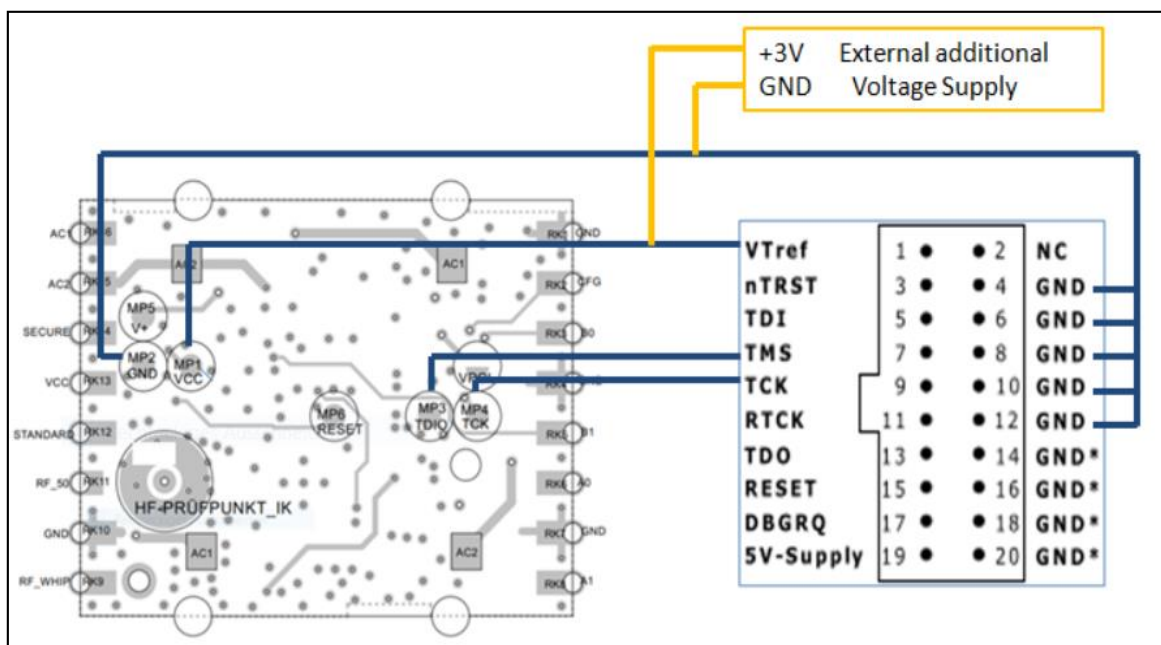 +3V External additional
GND Voltage Supply
AC1
RK16
AC2
RK15
SECURE
RK14
VCC
RK13
STANDARD
RK12
RF_50
RK11
GND
RK10
RF_WHIP
RK9
AC2
AC1
MP5
V+
MP2
GND
MP1
VCC
MP6
RESET
MP3
TDIO
MP4
TCK
HF-PRÜFPUNKT_IK
AC1
AC2
RK1
GND
RK2
CFG
RK3
B0
RK5
B1
RK6
A0
RK7
GND
RK8
A1
VTref 1 2 NC
nTRST 3 4 GND
TDI 5 6 GND
TMS 7 8 GND
TCK 9 10 GND
RTCK 11 12 GND
TDO 13 14 GND*
RESET 15 16 GND*
DBGRQ 17 18 GND*
5V-Supply 19 20 GND*